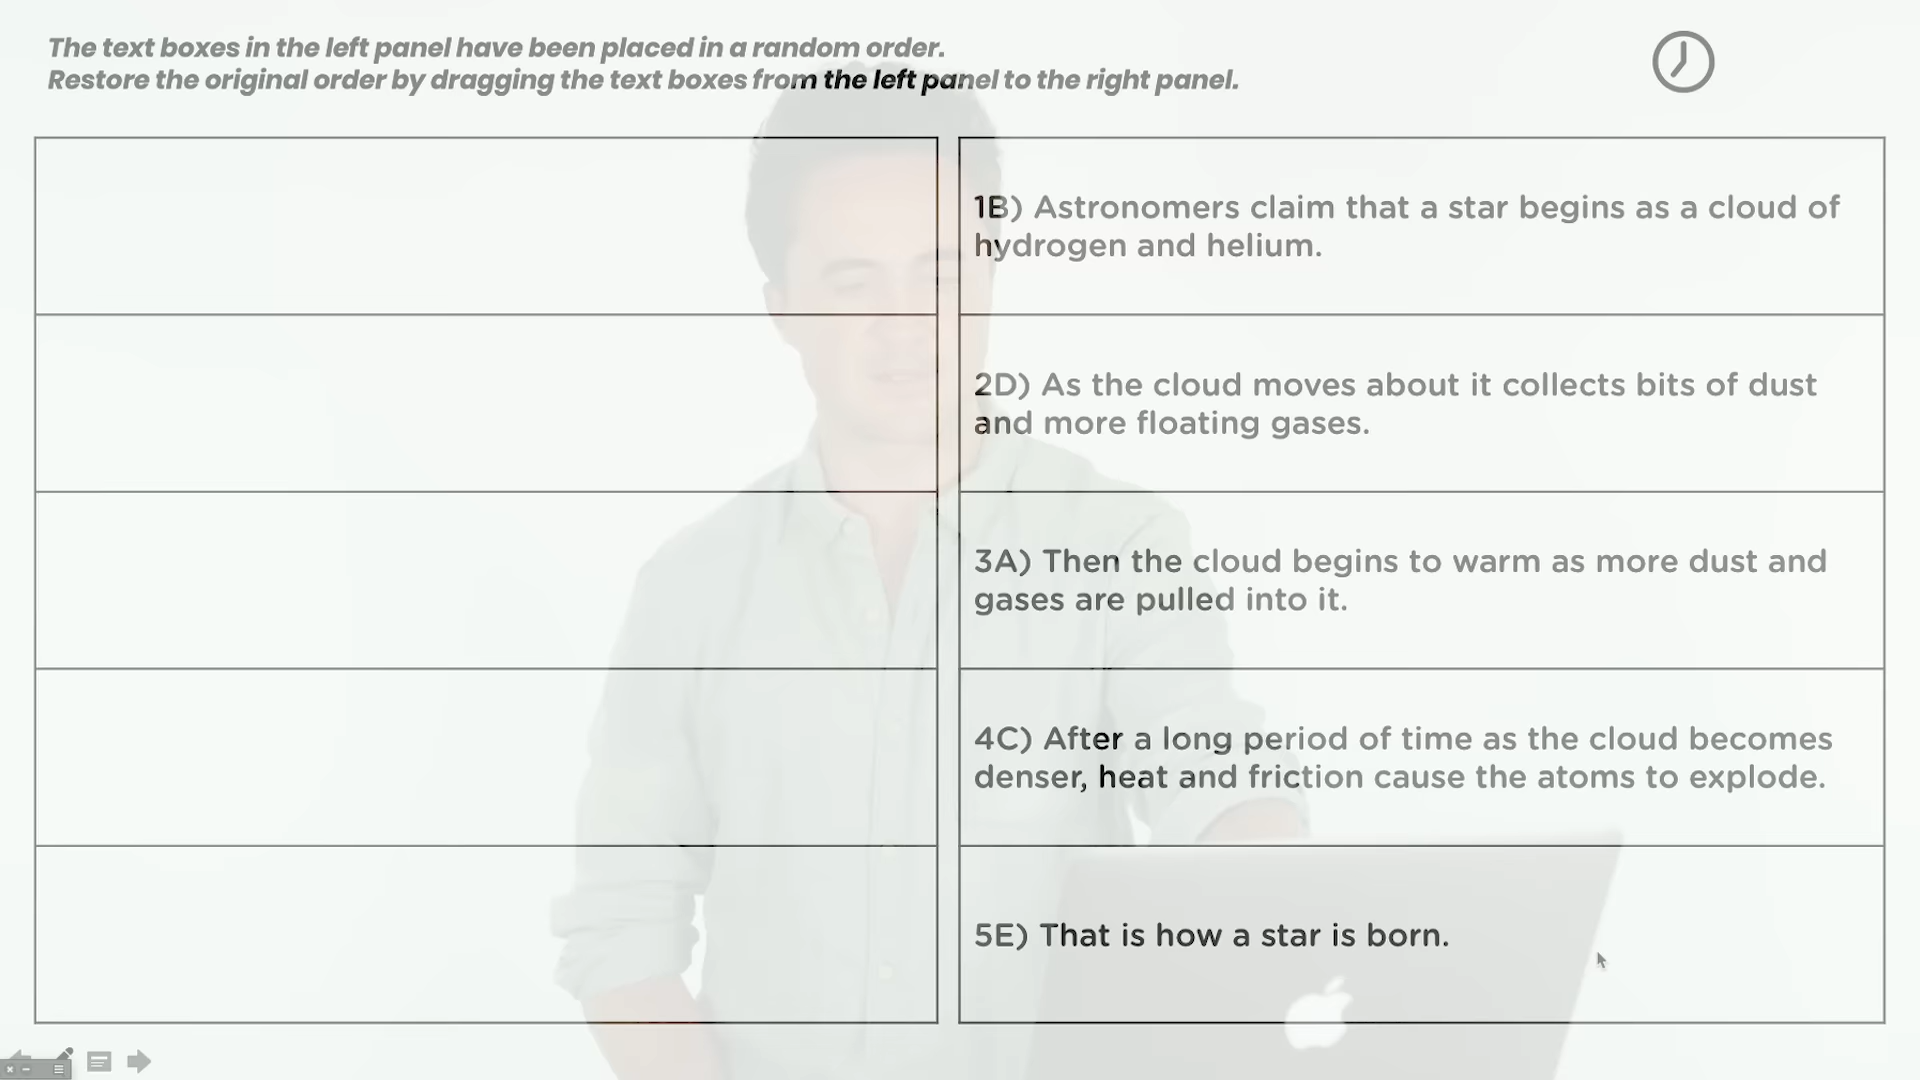 The text boxes in the left panel have been placed in a random order.
Restore the original order by dragging the text boxes from the left panel to the right panel.
1B) Astronomers claim that a star begins as a cloud of
hydrogen and helium.
2D) As the cloud moves about it collects bits of dust
and more floating gases.
3A) Then the cloud begins to warm as more dust and
gases are pulled into it.
4C) After a long period of time as the cloud becomes
denser, heat and friction cause the atoms to explode.
5E) That is how a star is born.